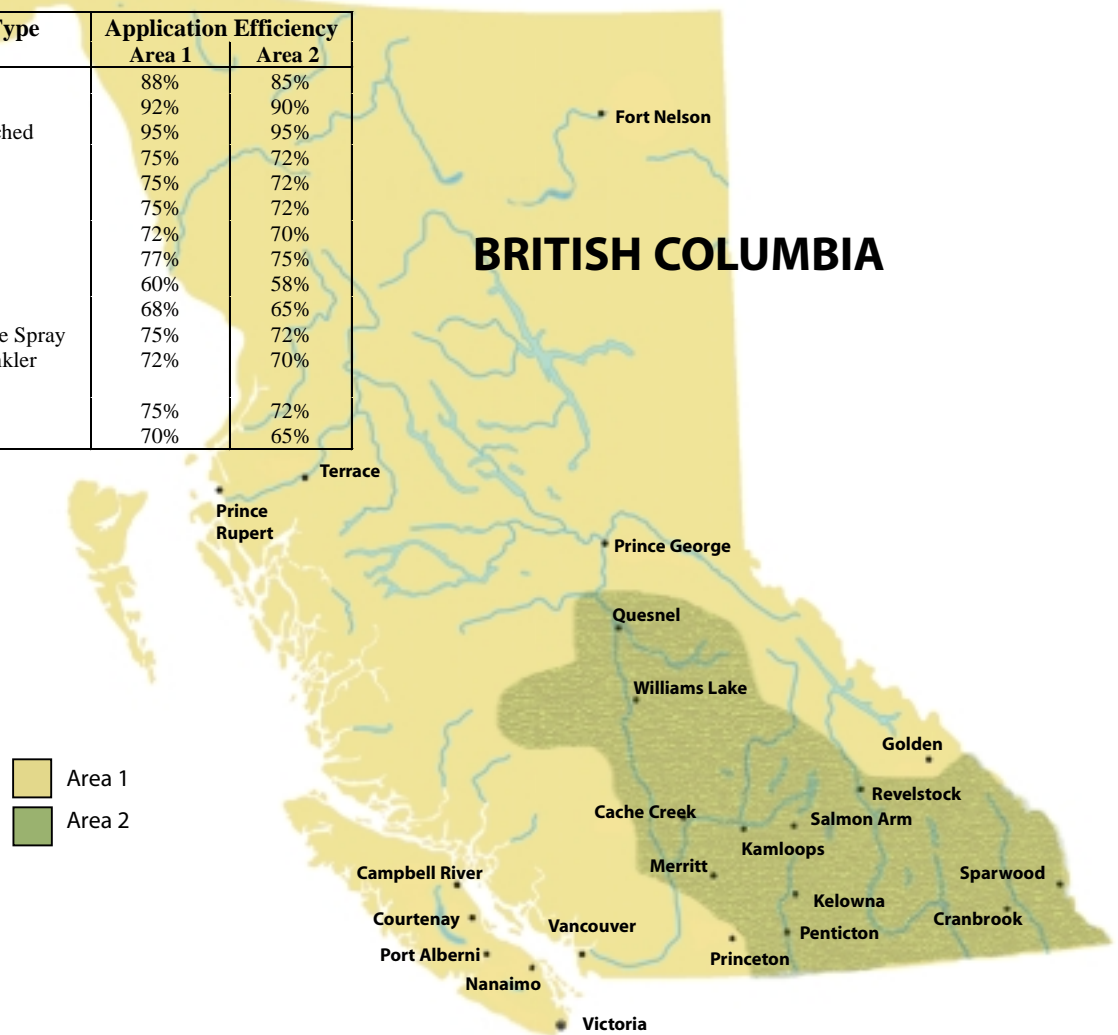 Type Application Efficiency
Area 1 Area 2
88% 85%
92% 90%
ched 95% 95%
75% 72%
75% 72%
75% 72%
72% 70%
77% 75%
60% 58%
68% 65%
e Spray 75% 72%
nkler 72% 70%
75% 72%
70% 65%
Fort Nelson
BRITISH COLUMBIA
Terrace
Prince
Rupert
Prince George
Quesnel
Williams Lake
Golden
Area 1
Revelstock
Cache Creek
Salmon Arm
Area 2
Kamloops
Merritt
Campbell River
Sparwood
Kelowna
Courtenay
Cranbrook
Vancouver
Penticton
Port Alberni
Princeton
Nanaimo
Victoria